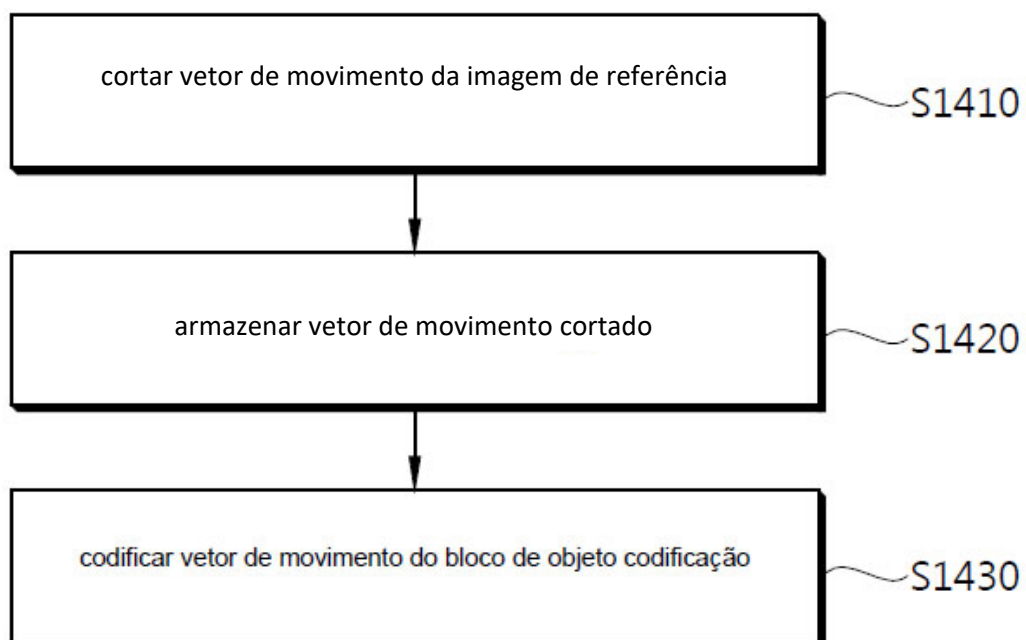 cortar vetor de movimento da imagem de referência
S1410
armazenar vetor de movimento cortado
S1420
codificar vetor de movimento do bloco de objeto codificação
S1430